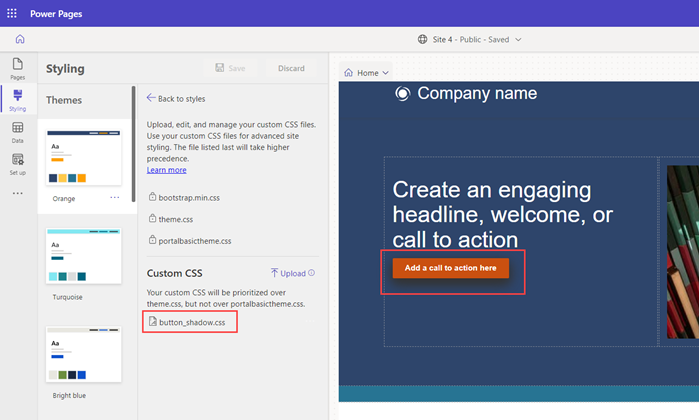 Power Pages
Site 4 - Public - Saved
Pages
Styling
Data
Set up
Styling
Save
Discard
Themes
Aa
Orange
Aa
Turquoise
Aa
Bright blue
Back to styles
Upload, edit, and manage your custom CSS files.
Use your custom CSS files for advanced site
styling. The file listed last will take higher
precedence.
Learn more
bootstrap.min.css
theme.css
portalbasictheme.css
Custom CSS
Upload
Your custom CSS will be prioritized over
theme.css, but not over portalbasictheme.css.
button_shadow.css
Home
Company name
Create an engaging
headline, welcome, or
call to action
Add a call to action here